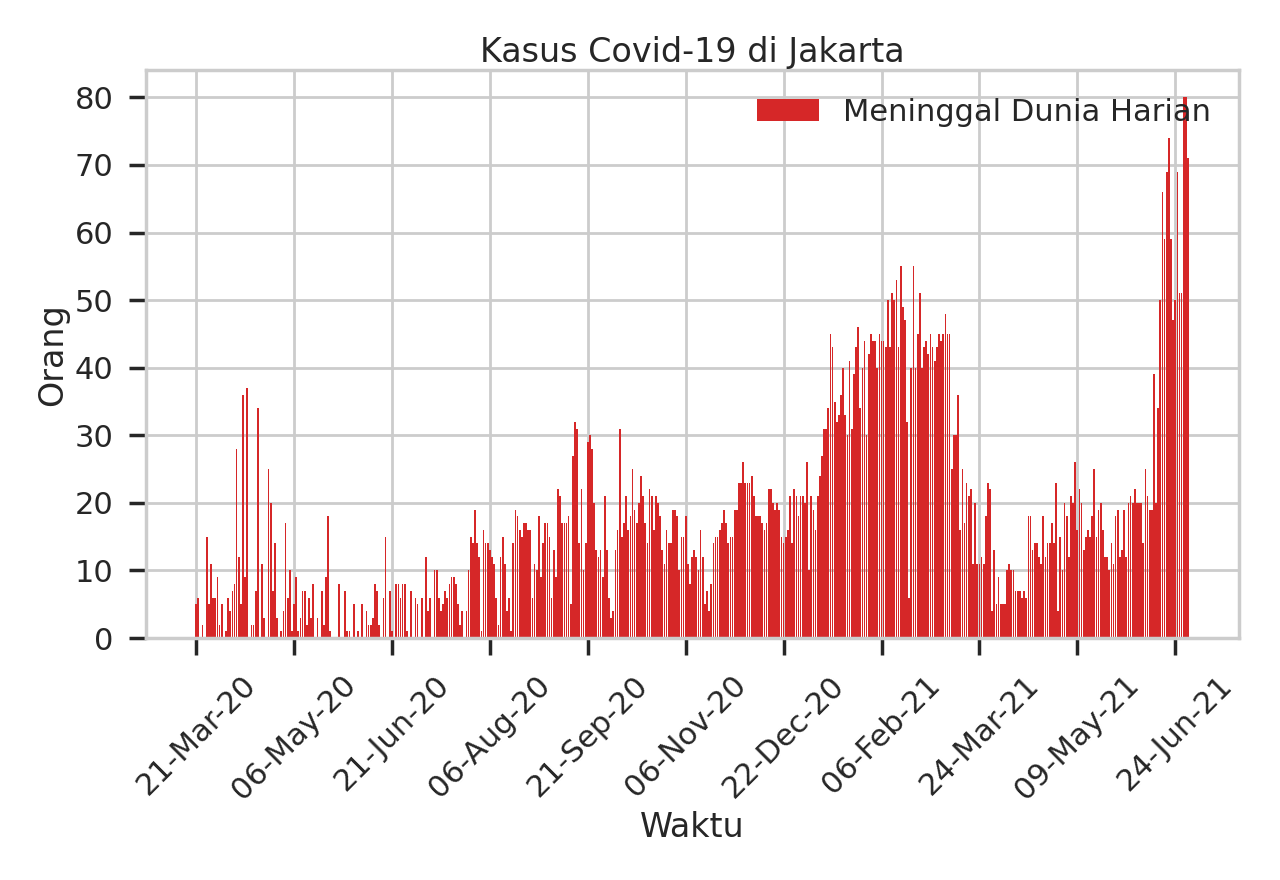 Kasus Covid-19 di Jakarta
Meninggal Dunia Harian
80
70
60
50
40
30
20
10
0
Orang
21-Mar-20
06-May-20
21-Jun-20
06-Aug-20
21-Sep-20
06-Nov-20
22-Dec-20
06-Feb-21
24-Mar-21
09-May-21
24-Jun-21
Waktu